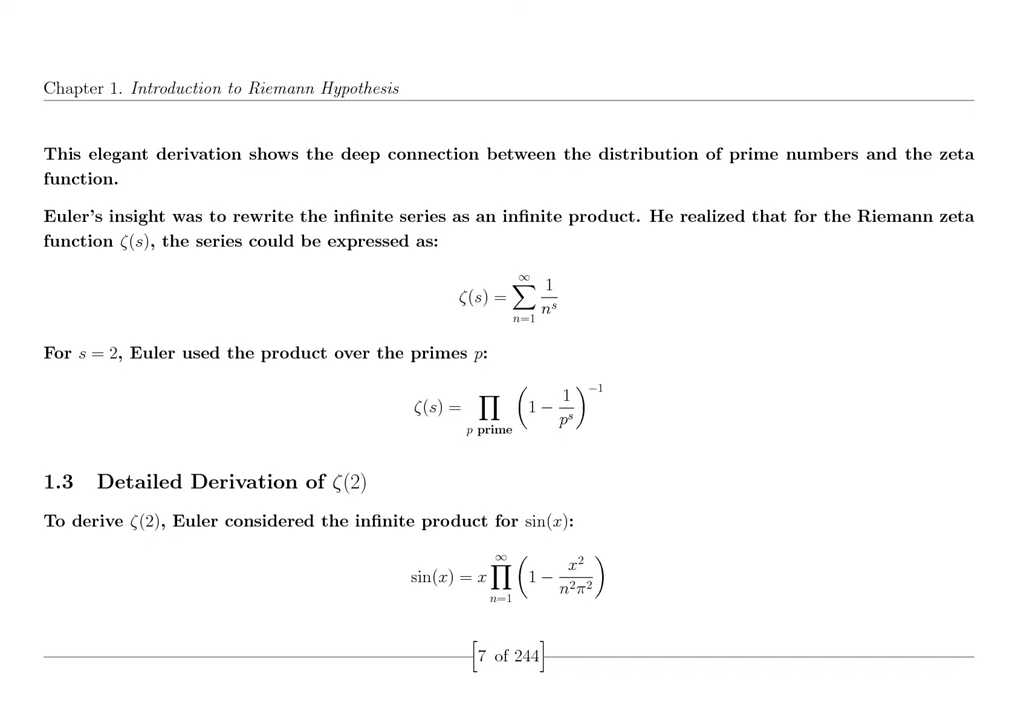 Chapter 1. Introduction to Riemann Hypothesis
This elegant derivation shows the deep connection between the distribution of prime numbers and the zeta
function.
Euler's insight was to rewrite the infinite series as an infinite product. He realized that for the Riemann zeta
function ζ(s), the series could be expressed as:
ζ(s) = ∑_{n=1}^{∞} 1/n^s
For s = 2, Euler used the product over the primes p:
ζ(s) = ∏_{p prime} (1 − 1/p^s)^{−1}
1.3 Detailed Derivation of ζ(2)
To derive ζ(2), Euler considered the infinite product for sin(x):
sin(x) = x ∏_{n=1}^{∞} (1 − x^2/(n^2π^2))
[7 of 244]